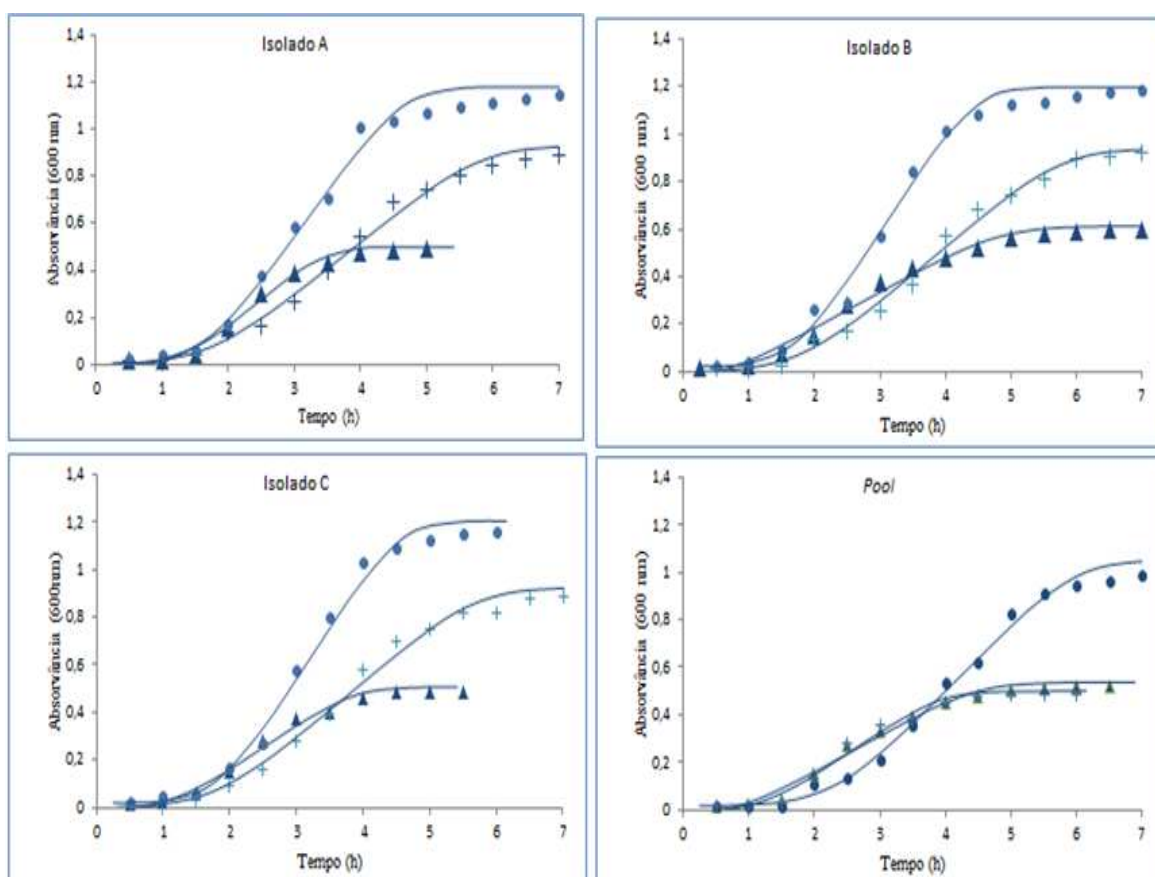 Isolado A
Absorvância (600 nm)
1,4
1,2
1
0,8
0,6
0,4
0,2
0
0 1 2 3 4 5 6 7
Tempo (h)
Isolado B
Absorvância (600 nm)
1,4
1,2
1
0,8
0,6
0,4
0,2
0
0 1 2 3 4 5 6 7
Tempo (h)
Isolado C
Absorvância (600nm)
1,4
1,2
1
0,8
0,6
0,4
0,2
0
0 1 2 3 4 5 6 7
Tempo (h)
Pool
Absorvância (600 nm)
1,4
1,2
1
0,8
0,6
0,4
0,2
0
0 1 2 3 4 5 6 7
Tempo (h)